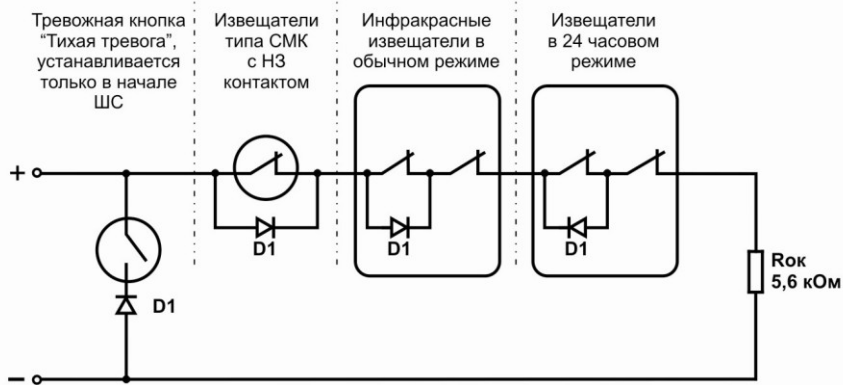 Тревожная кнопка
“Тихая тревога”,
устанавливается
только в начале
ШС
Извещатели
типа СМК
с НЗ
контактом
Инфракрасные
извещатели в
обычном режиме
Извещатели
в 24 часовом
режиме
+
D1
D1
D1
D1
Rок
5,6 кОм
–